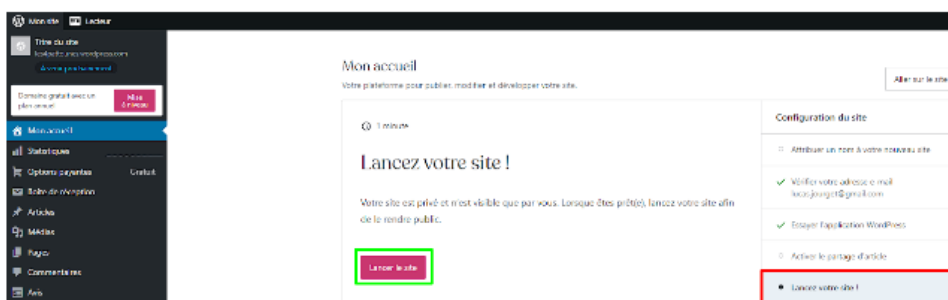 Mon site Lecteur
Titre du site
Domaine gratuit avec un
plan annuel
Mise
à niveau
Mon accueil
Statistiques
Options payantes Gratuit
Boîte de réception
Articles
Médias
Pages
Commentaires
Avis
Mon accueil
Votre plateforme pour publier, modifier et développer votre site.
Aller sur le site
1 minute
Lancez votre site !
Votre site est privé et n'est visible que par vous. Lorsque êtes prêt(e), lancez votre site afin
de le rendre public.
Lancer le site
Configuration du site
Attribuer un nom à votre nouveau site
Vérifier votre adresse e-mail
Essayer l'application WordPress
Activer le partage d'article
Lancez votre site !